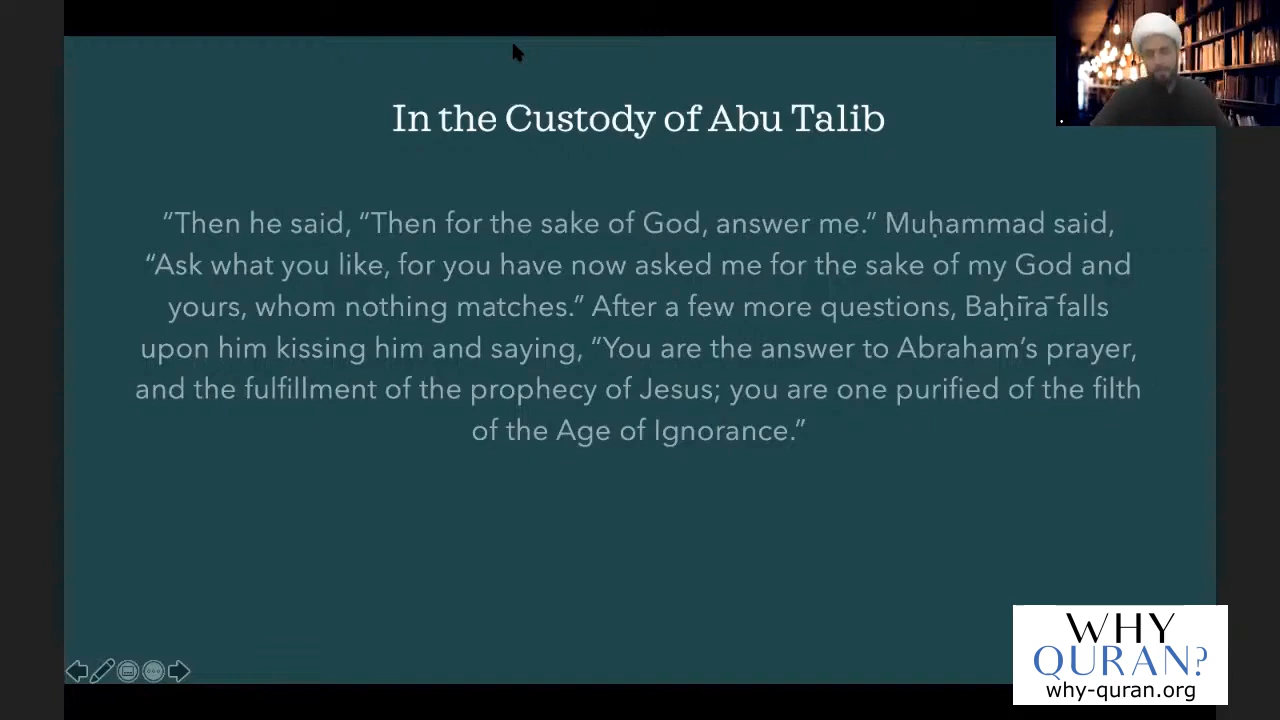 In the Custody of Abu Talib
“Then he said, “Then for the sake of God, answer me.” Muḥammad said,
“Ask what you like, for you have now asked me for the sake of my God and
yours, whom nothing matches.” After a few more questions, Baḥīrā falls
upon him kissing him and saying, “You are the answer to Abraham’s prayer,
and the fulfillment of the prophecy of Jesus; you are one purified of the filth
of the Age of Ignorance.”
WHY
QURAN?
why-quran.org